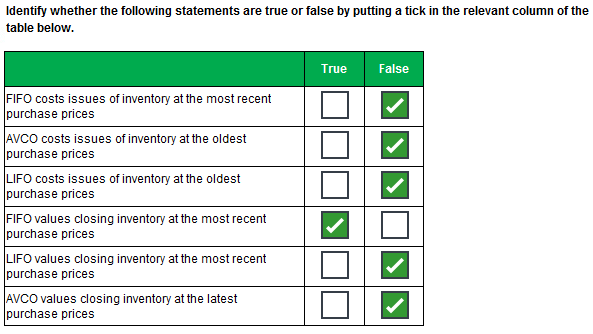 Identify whether the following statements are true or false by putting a tick in the relevant column of the
table below.
True False
FIFO costs issues of inventory at the most recent
purchase prices
AVCO costs issues of inventory at the oldest
purchase prices
LIFO costs issues of inventory at the oldest
purchase prices
FIFO values closing inventory at the most recent
purchase prices
LIFO values closing inventory at the most recent
purchase prices
AVCO values closing inventory at the latest
purchase prices